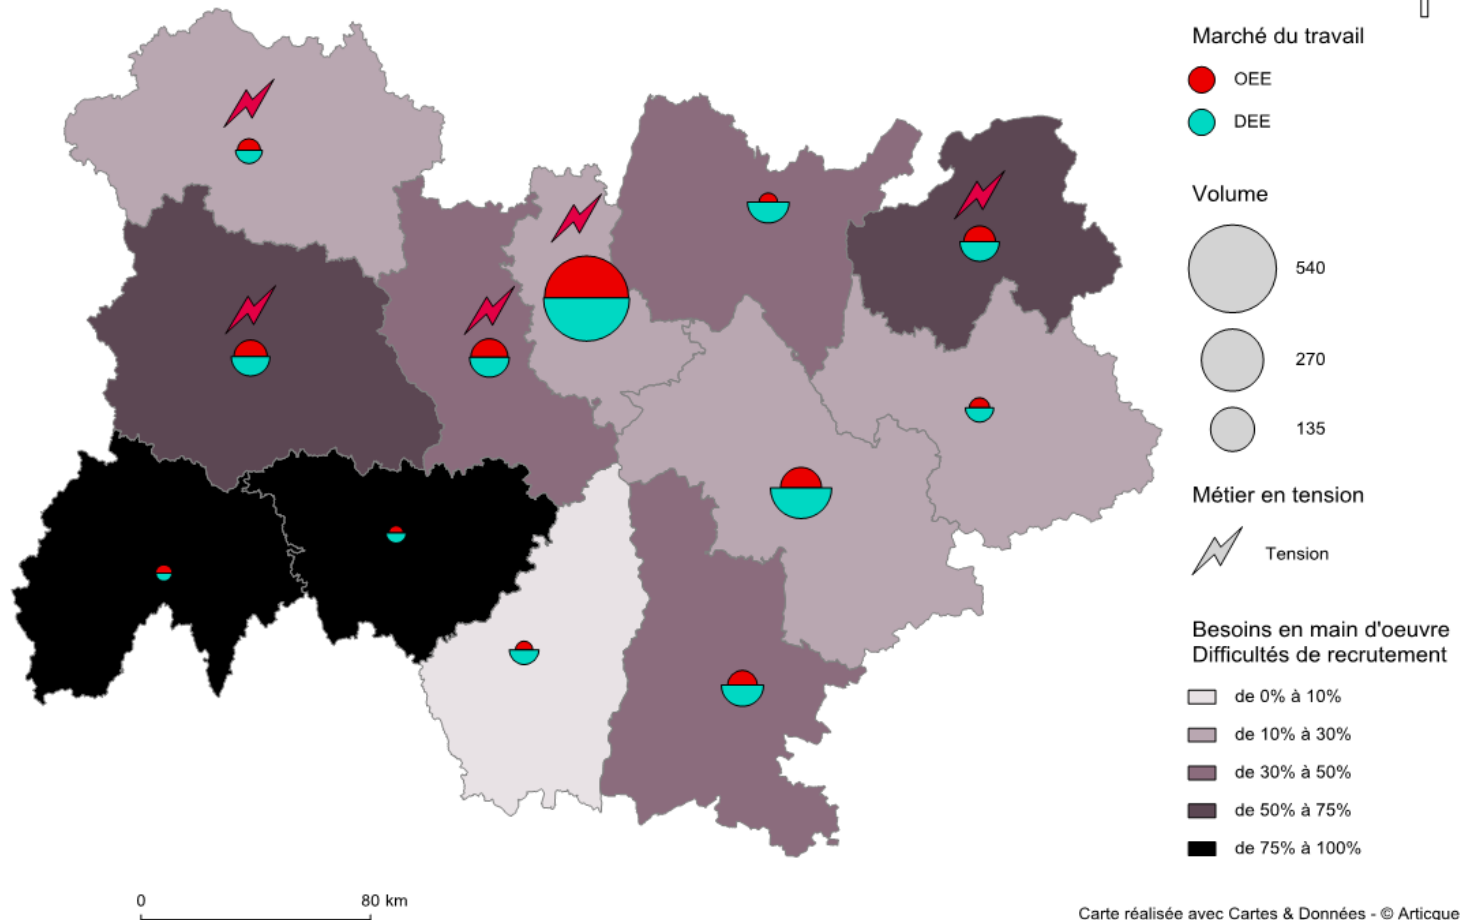 Marché du travail
OEE
DEE
Volume
540
270
135
Métier en tension
Tension
Besoins en main d'oeuvre
Difficultés de recrutement
de 0% à 10%
de 10% à 30%
de 30% à 50%
de 50% à 75%
de 75% à 100%
0 80 km
Carte réalisée avec Cartes & Données - © Articque